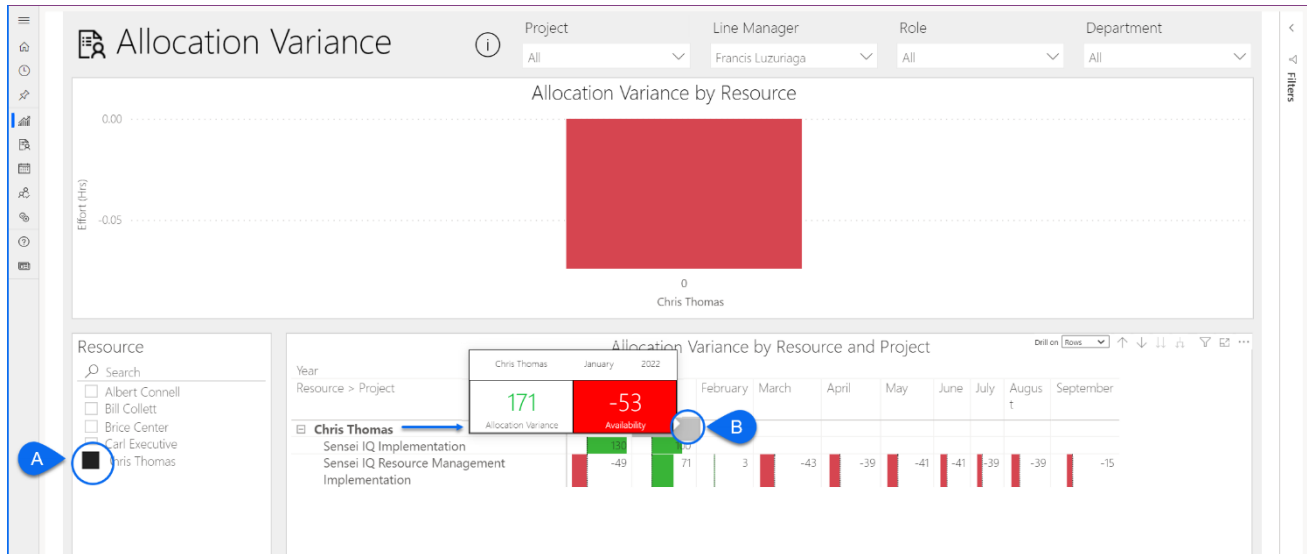 Allocation Variance
i
Project
All
Line Manager
Francis Luzuriaga
Role
All
Department
All
Filters
Allocation Variance by Resource
Effort (Hrs)
0.00
-0.05
0
Chris Thomas
Resource
Search
Albert Connell
Bill Collett
Brice Center
Carl Executive
Chris Thomas
A
Allocation Variance by Resource and Project
Drill on Rows
Year
Resource > Project
February March April May June July Augus September
t
Chris Thomas January 2022
171 -53
Allocation Variance Availability
B
Chris Thomas
Sensei IQ Implementation 130 100
Sensei IQ Resource Management -49 71 3 -43 -39 -41 -41 -39 -39 -15
Implementation